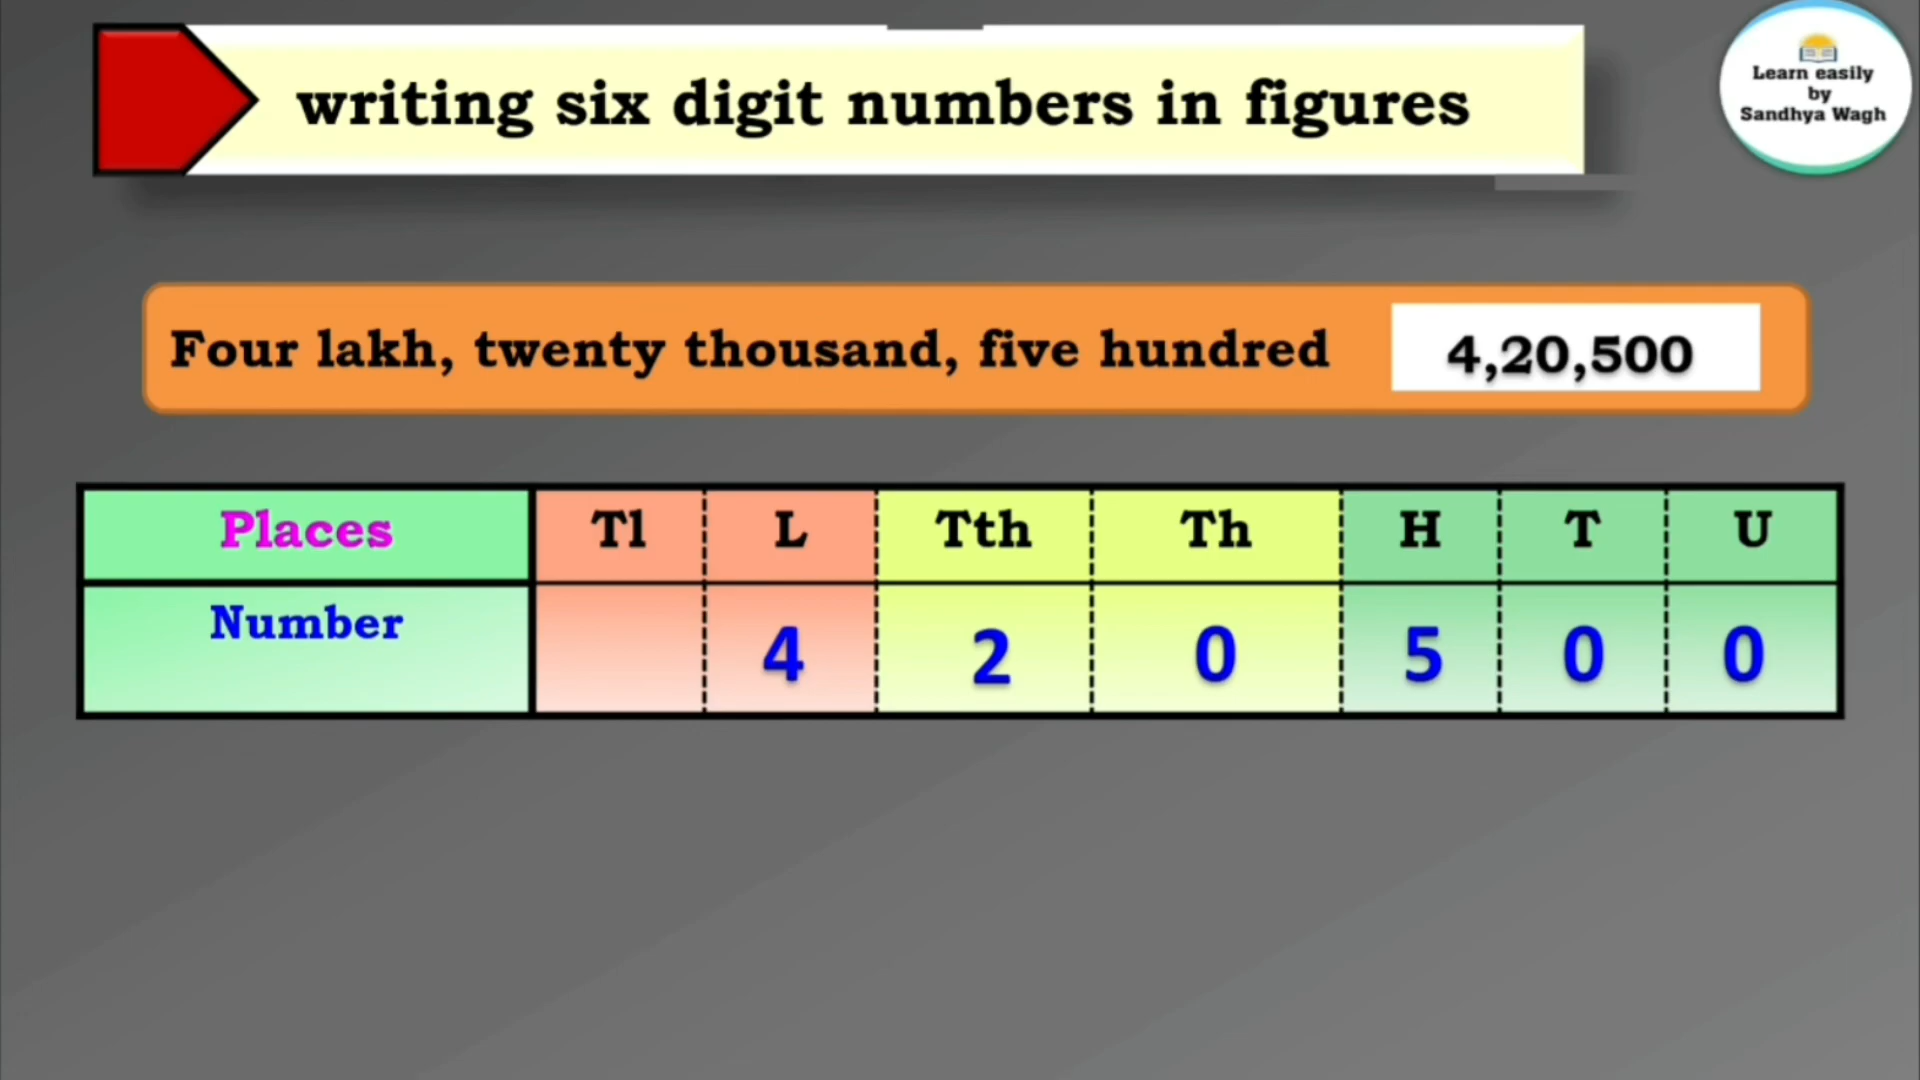 writing six digit numbers in figures
Learn easily
by
Sandhya Wagh
Four lakh, twenty thousand, five hundred 4,20,500
Places Tl L Tth Th H T U
Number 4 2 0 5 0 0